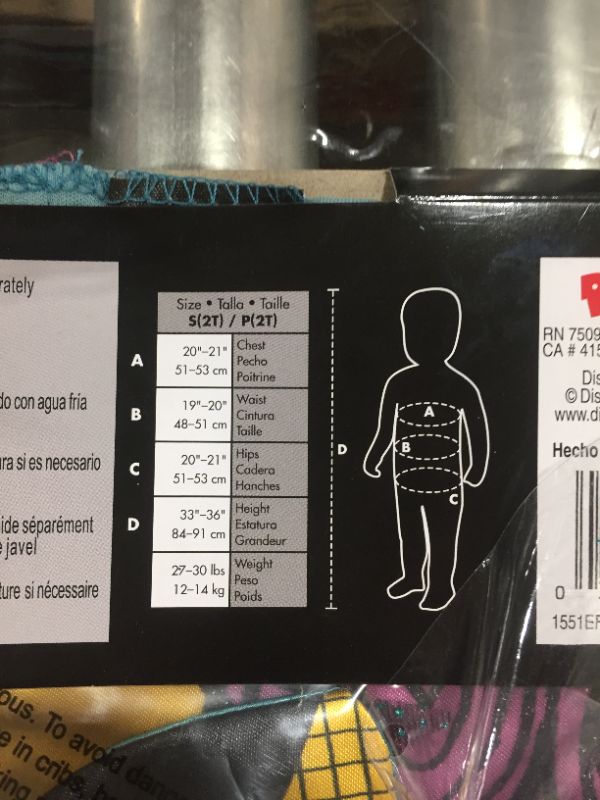 rately
do con agua fría
ra si es necesario
ide séparément
javel
ture si nécessaire
Size • Talla • Taille
S(2T) / P(2T)
A
20"–21"
51–53 cm
Chest
Pecho
Poitrine
B
19"–20"
48–51 cm
Waist
Cintura
Taille
C
20"–21"
51–53 cm
Hips
Cadera
Hanches
D
33"–36"
84–91 cm
Height
Estatura
Grandeur
27–30 lbs
12–14 kg
Weight
Peso
Poids
D
A
B
C
RN 7509
CA # 415
Dis
© Dis
www.di
Hecho
0
1551EF
ous. To avoid dan
e in cribs, b